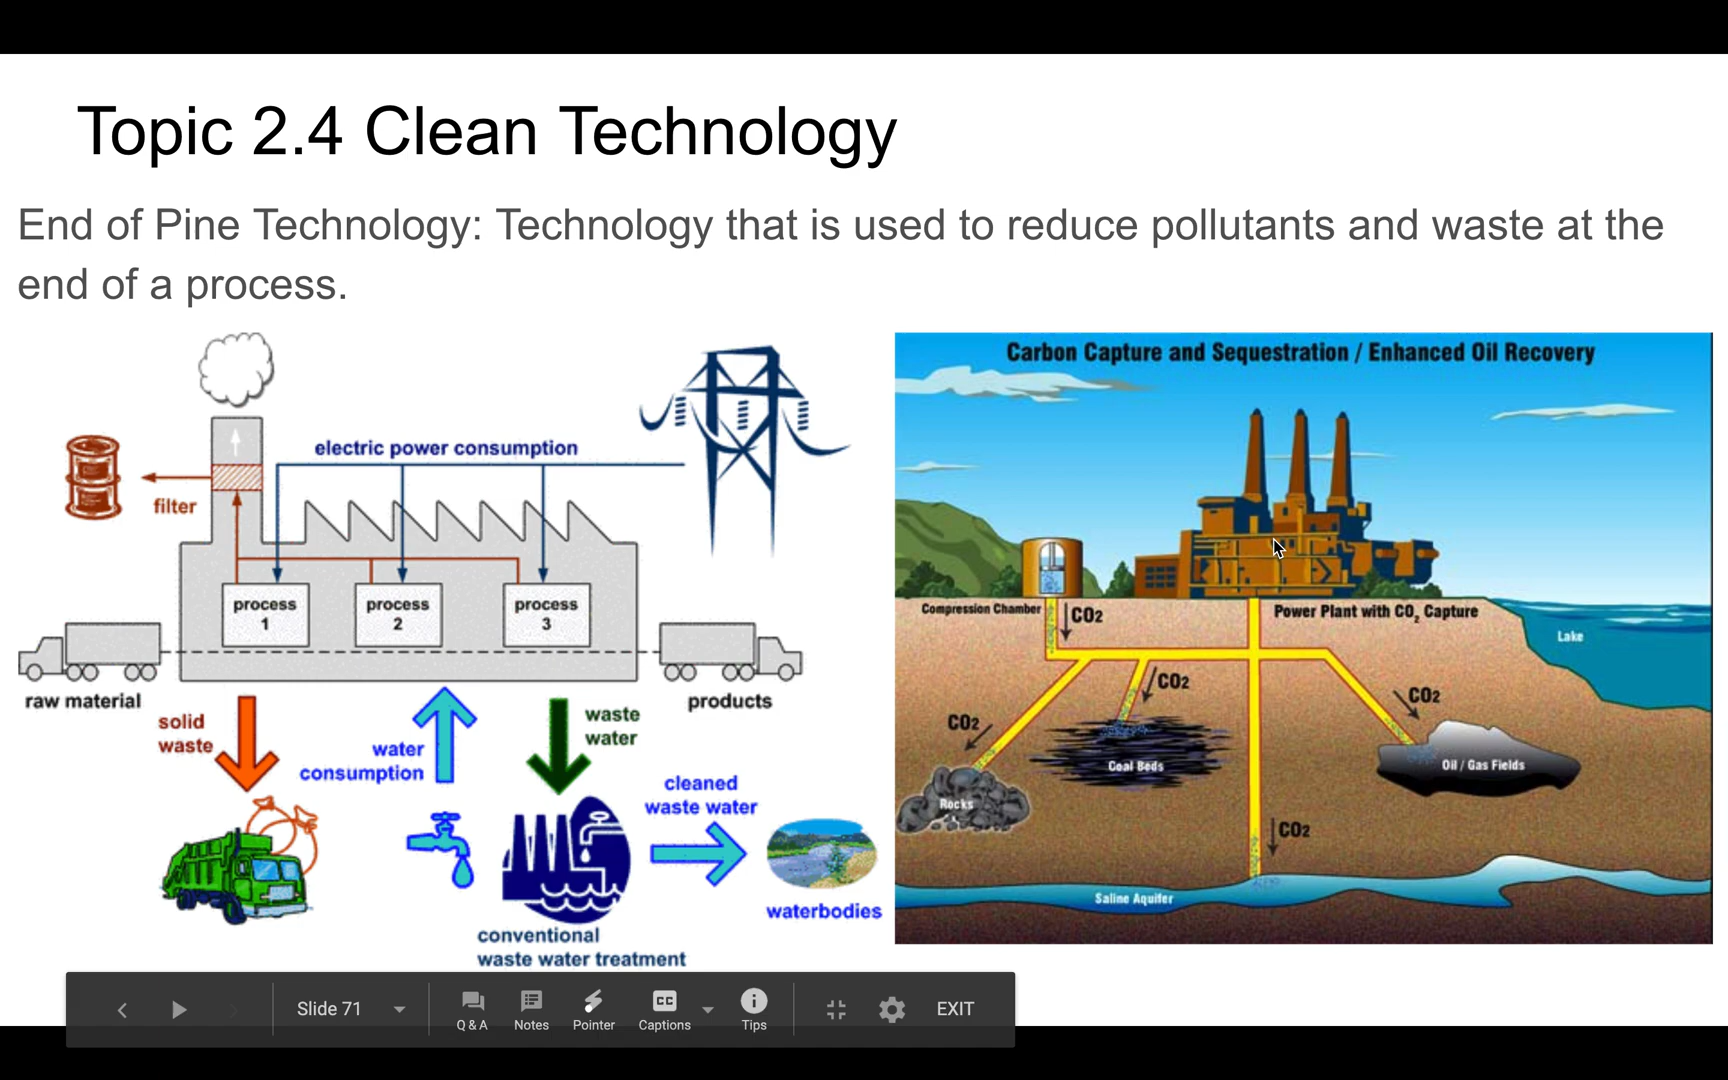 Topic 2.4 Clean Technology
End of Pine Technology: Technology that is used to reduce pollutants and waste at the
end of a process.
electric power consumption
filter
process
1
process
2
process
3
raw material
products
solid
waste
water
consumption
waste
water
cleaned
waste water
waterbodies
conventional
waste water treatment
Carbon Capture and Sequestration / Enhanced Oil Recovery
Compression Chamber
CO2
Power Plant with CO2 Capture
Lake
CO2
CO2
CO2
Rocks
Coal Beds
Oil / Gas Fields
CO2
Saline Aquifer
Slide 71
Q & A
Notes
Pointer
CC
Captions
Tips
EXIT